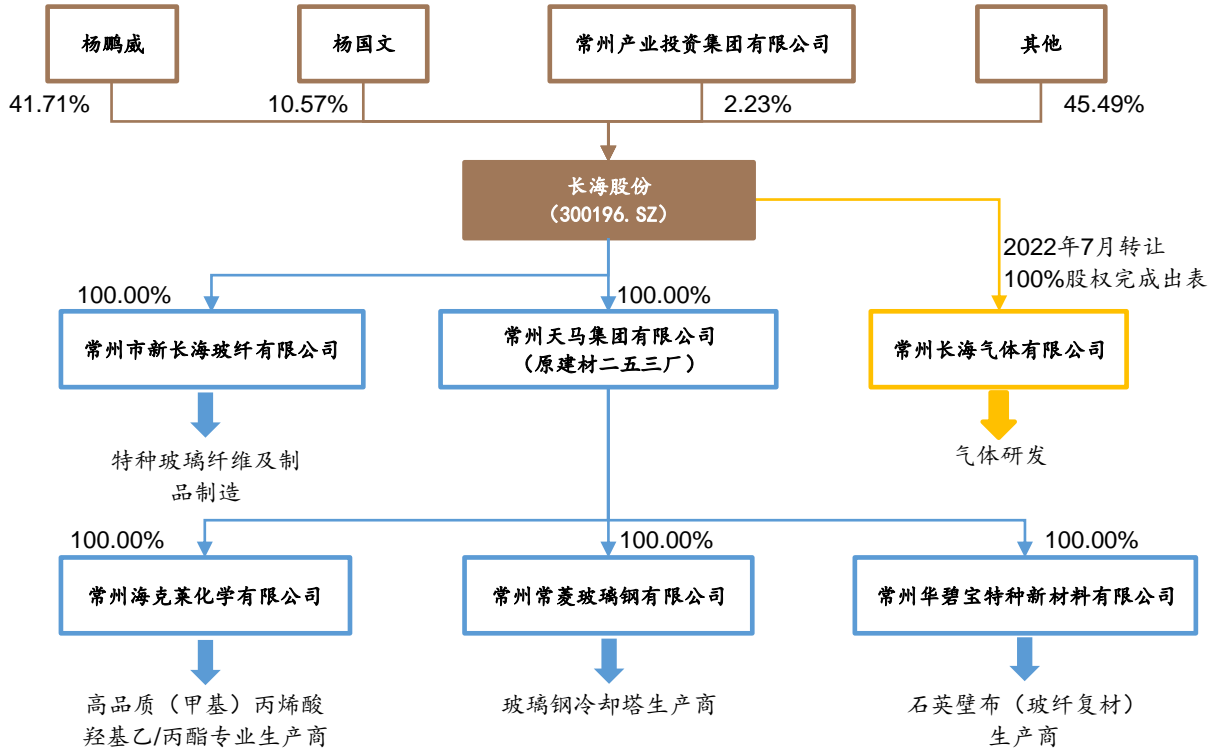 杨鹏威
杨国文
常州产业投资集团有限公司
其他
41.71%
10.57%
2.23%
45.49%
长海股份
（300196.SZ）
2022年7月转让
100%股权完成出表
100.00%
100.00%
常州市新长海玻纤有限公司
常州天马集团有限公司
（原建材二五三厂）
常州长海气体有限公司
特种玻璃纤维及制
品制造
气体研发
100.00%
100.00%
100.00%
常州海克莱化学有限公司
常州常菱玻璃钢有限公司
常州华碧宝特种新材料有限公司
高品质（甲基）丙烯酸
羟基乙/丙酯专业生产商
玻璃钢冷却塔生产商
石英壁布（玻纤复材）
生产商